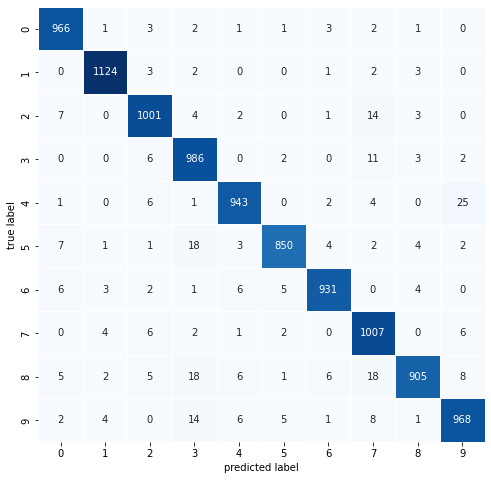 0 966 1 3 2 1 1 3 2 1 0
1 0 1124 3 2 0 0 1 2 3 0
2 7 0 1001 4 2 0 1 14 3 0
3 0 0 6 986 0 2 0 11 3 2
4 1 0 6 1 943 0 2 4 0 25
5 7 1 1 18 3 850 4 2 4 2
6 6 3 2 1 6 5 931 0 4 0
7 0 4 6 2 1 2 0 1007 0 6
8 5 2 5 18 6 1 6 18 905 8
9 2 4 0 14 6 5 1 8 1 968
true label
0 1 2 3 4 5 6 7 8 9
predicted label